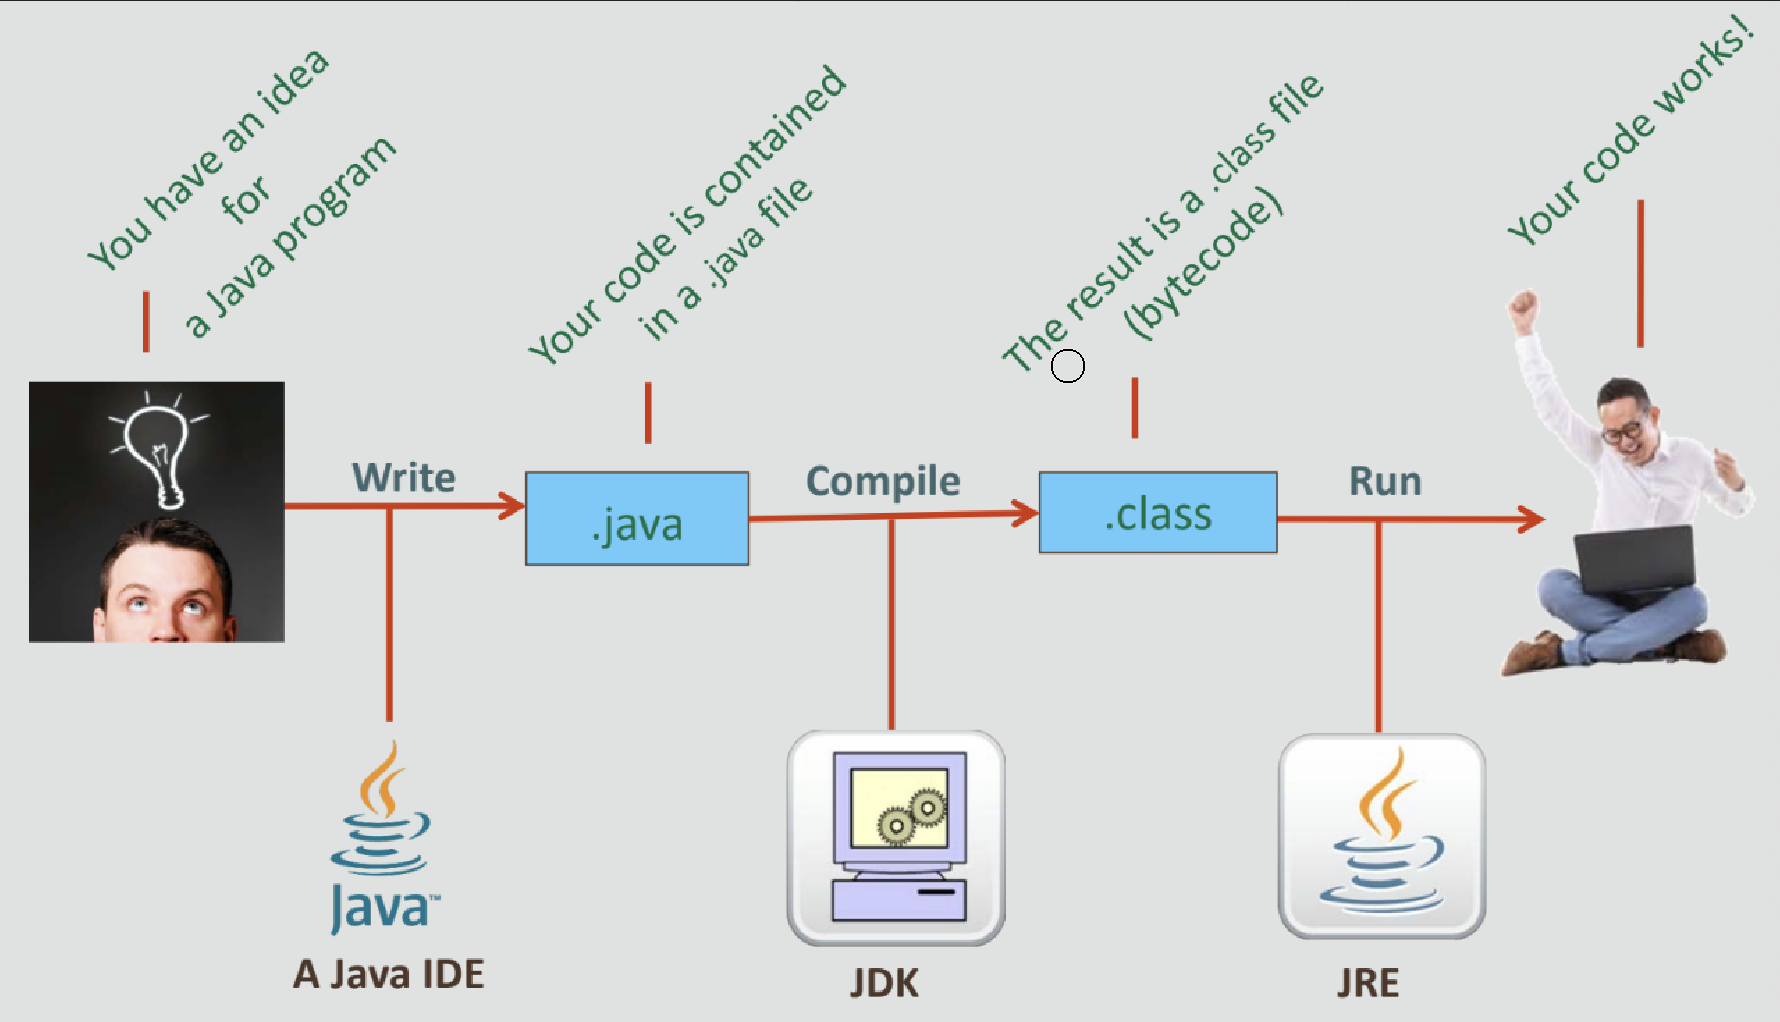 You have an idea
for
a Java program
Your code is contained
in a .java file
The result is a .class file
(bytecode)
Your code works!
Write
.java
Compile
.class
Run
Java™
A Java IDE
JDK
JRE